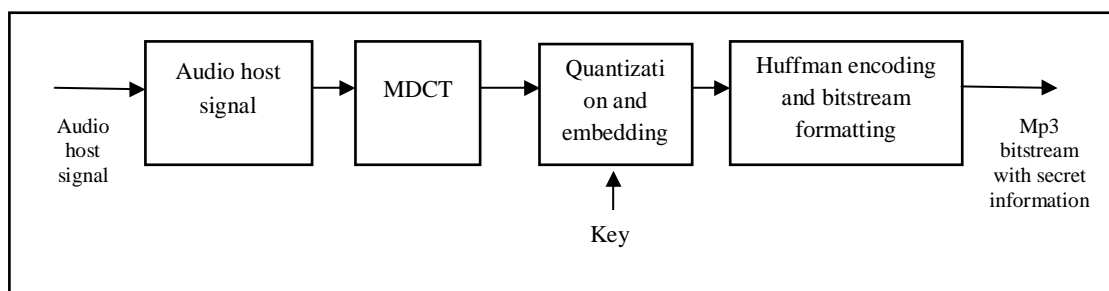 Audio host
signal
MDCT
Quantizati
on and
embedding
Huffman encoding
and bitstream
formatting
Audio
host
signal
Mp3
bitstream
with secret
information
Key